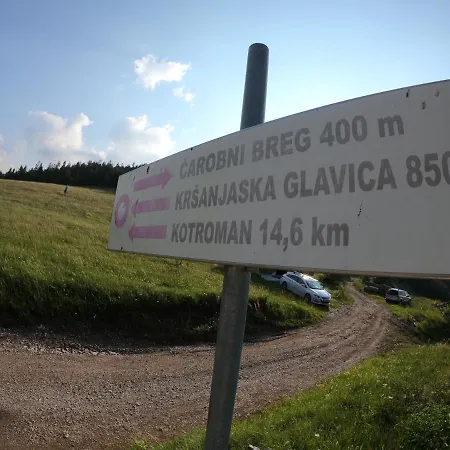 ČAROBNI BREG 400 m
KRŠANJASKA GLAVICA 850
KOTROMAN 14,6 km